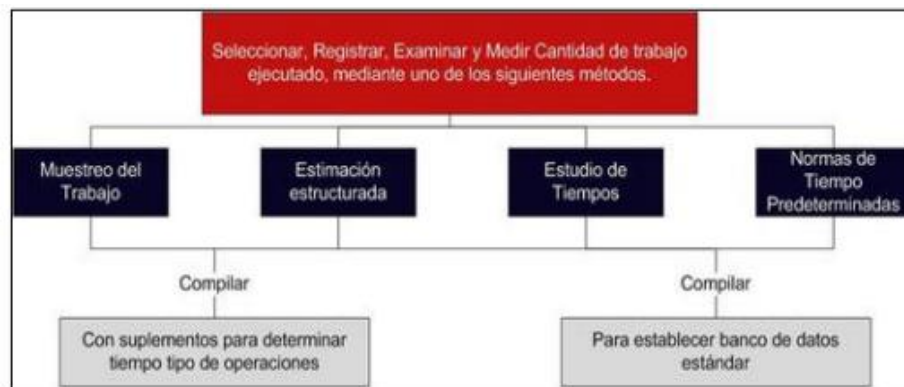 Seleccionar, Registrar, Examinar y Medir Cantidad de trabajo
ejecutado, mediante uno de los siguientes métodos.
Muestreo del
Trabajo
Estimación
estructurada
Estudio de
Tiempos
Normas de
Tiempo
Predeterminadas
Compilar
Compilar
Con suplementos para determinar
tiempo tipo de operaciones
Para establecer banco de datos
estándar